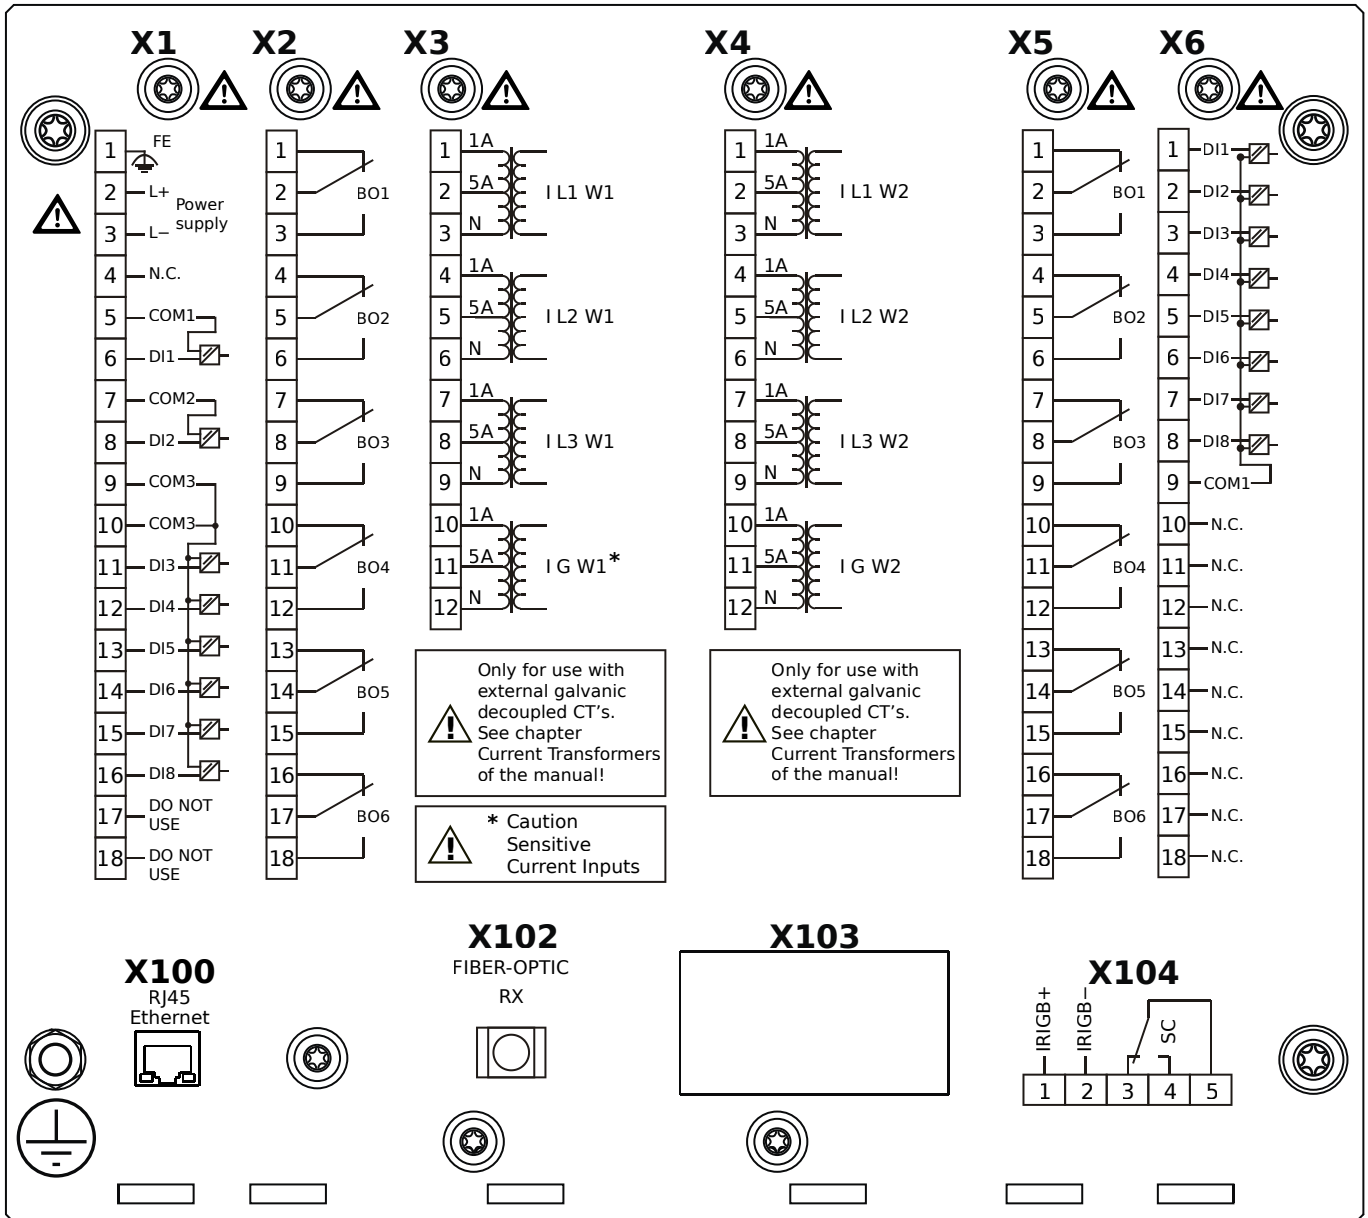 X1
1
FE
2
L+
Power
supply
3
L−
4
N.C.
5
COM1
6
DI1
7
COM2
8
DI2
9
COM3
10
COM3
11
DI3
12
DI4
13
DI5
14
DI6
15
DI7
16
DI8
17
DO NOT
USE
18
DO NOT
USE
X2
1
2
BO1
3
4
5
BO2
6
7
8
BO3
9
10
11
BO4
12
13
14
BO5
15
16
17
BO6
18
X3
1
1A
2
5A
I L1 W1
3
N
4
1A
5
5A
I L2 W1
6
N
7
1A
8
5A
I L3 W1
9
N
10
1A
11
5A
I G W1*
12
N
Only for use with
external galvanic
decoupled CT's.
See chapter
Current Transformers
of the manual!
* Caution
Sensitive
Current Inputs
X4
1
1A
2
5A
I L1 W2
3
N
4
1A
5
5A
I L2 W2
6
N
7
1A
8
5A
I L3 W2
9
N
10
1A
11
5A
I G W2
12
N
Only for use with
external galvanic
decoupled CT's.
See chapter
Current Transformers
of the manual!
X5
1
2
BO1
3
4
5
BO2
6
7
8
BO3
9
10
11
BO4
12
13
14
BO5
15
16
17
BO6
18
X6
1
DI1
2
DI2
3
DI3
4
DI4
5
DI5
6
DI6
7
DI7
8
DI8
9
COM1
10
N.C.
11
N.C.
12
N.C.
13
N.C.
14
N.C.
15
N.C.
16
N.C.
17
N.C.
18
N.C.
X100
RJ45
Ethernet
X102
FIBER-OPTIC
RX
X103
X104
IRIGB+
IRIGB−
SC
1 2 3 4 5